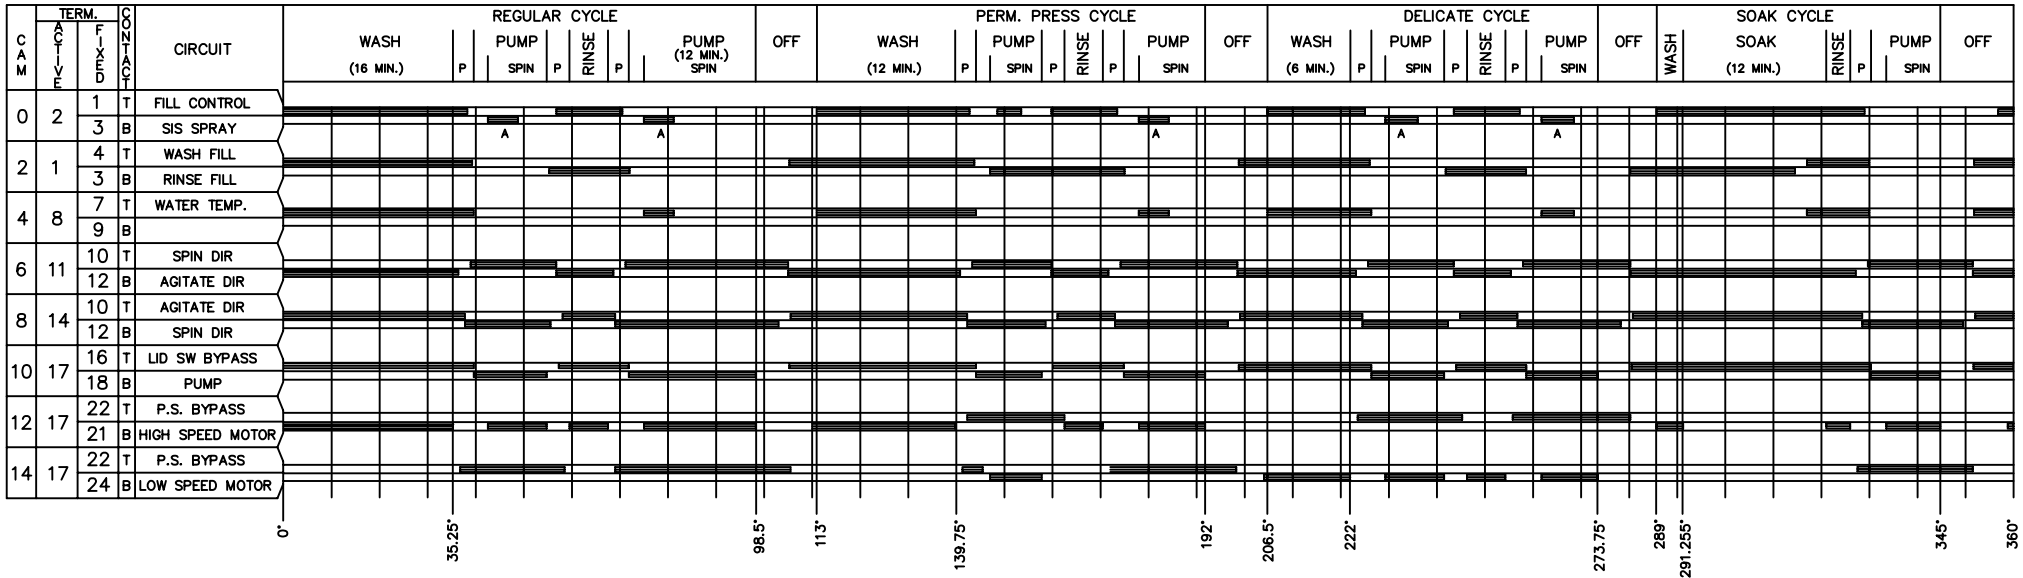 TERM. CONTACT REGULAR CYCLE PERM. PRESS CYCLE DELICATE CYCLE SOAK CYCLE
CAM ACTIVE FIXED CIRCUIT WASH PUMP RINSE PUMP OFF WASH PUMP RINSE PUMP OFF WASH PUMP RINSE PUMP OFF WASH SOAK RINSE PUMP OFF
(12 MIN.)
(16 MIN.) P SPIN P P SPIN (12 MIN.) P SPIN P P SPIN (6 MIN.) P SPIN P P SPIN (12 MIN.) P SPIN
0 2 1 T FILL CONTROL
3 B SIS SPRAY A A A A A
2 1 4 T WASH FILL
3 B RINSE FILL
4 8 7 T WATER TEMP.
9 B
6 11 10 T SPIN DIR
12 B AGITATE DIR
8 14 10 T AGITATE DIR
12 B SPIN DIR
10 17 16 T LID SW BYPASS
18 B PUMP
12 17 22 T P.S. BYPASS
21 B HIGH SPEED MOTOR
14 17 22 T P.S. BYPASS
24 B LOW SPEED MOTOR
0° 35.25° 98.5° 113° 139.75° 192° 206.5° 222° 273.75° 289° 291.255° 345° 360°